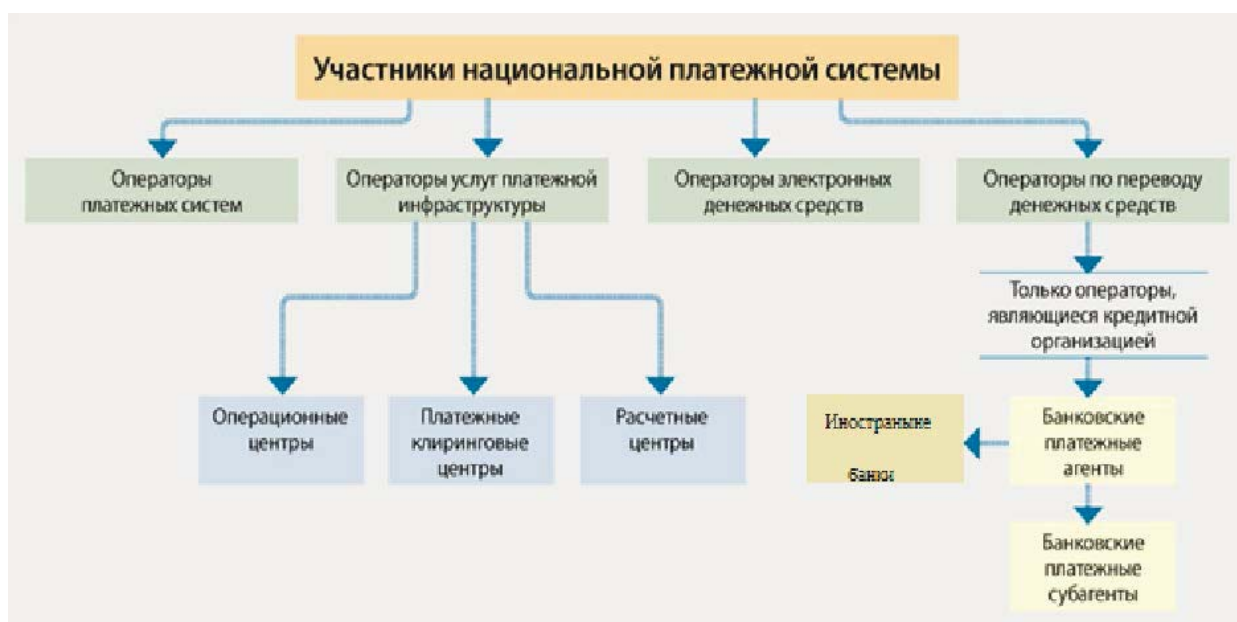 Участники национальной платежной системы
Операторы
платежных систем
Операторы услуг платежной
инфраструктуры
Операторы электронных
денежных средств
Операторы по переводу
денежных средств
Только операторы,
являющиеся кредитной
организацией
Операционные
центры
Платежные
клиринговые
центры
Расчетные
центры
Иностраныне
банки
Банковские
платежные
агенты
Банковские
платежные
субагенты